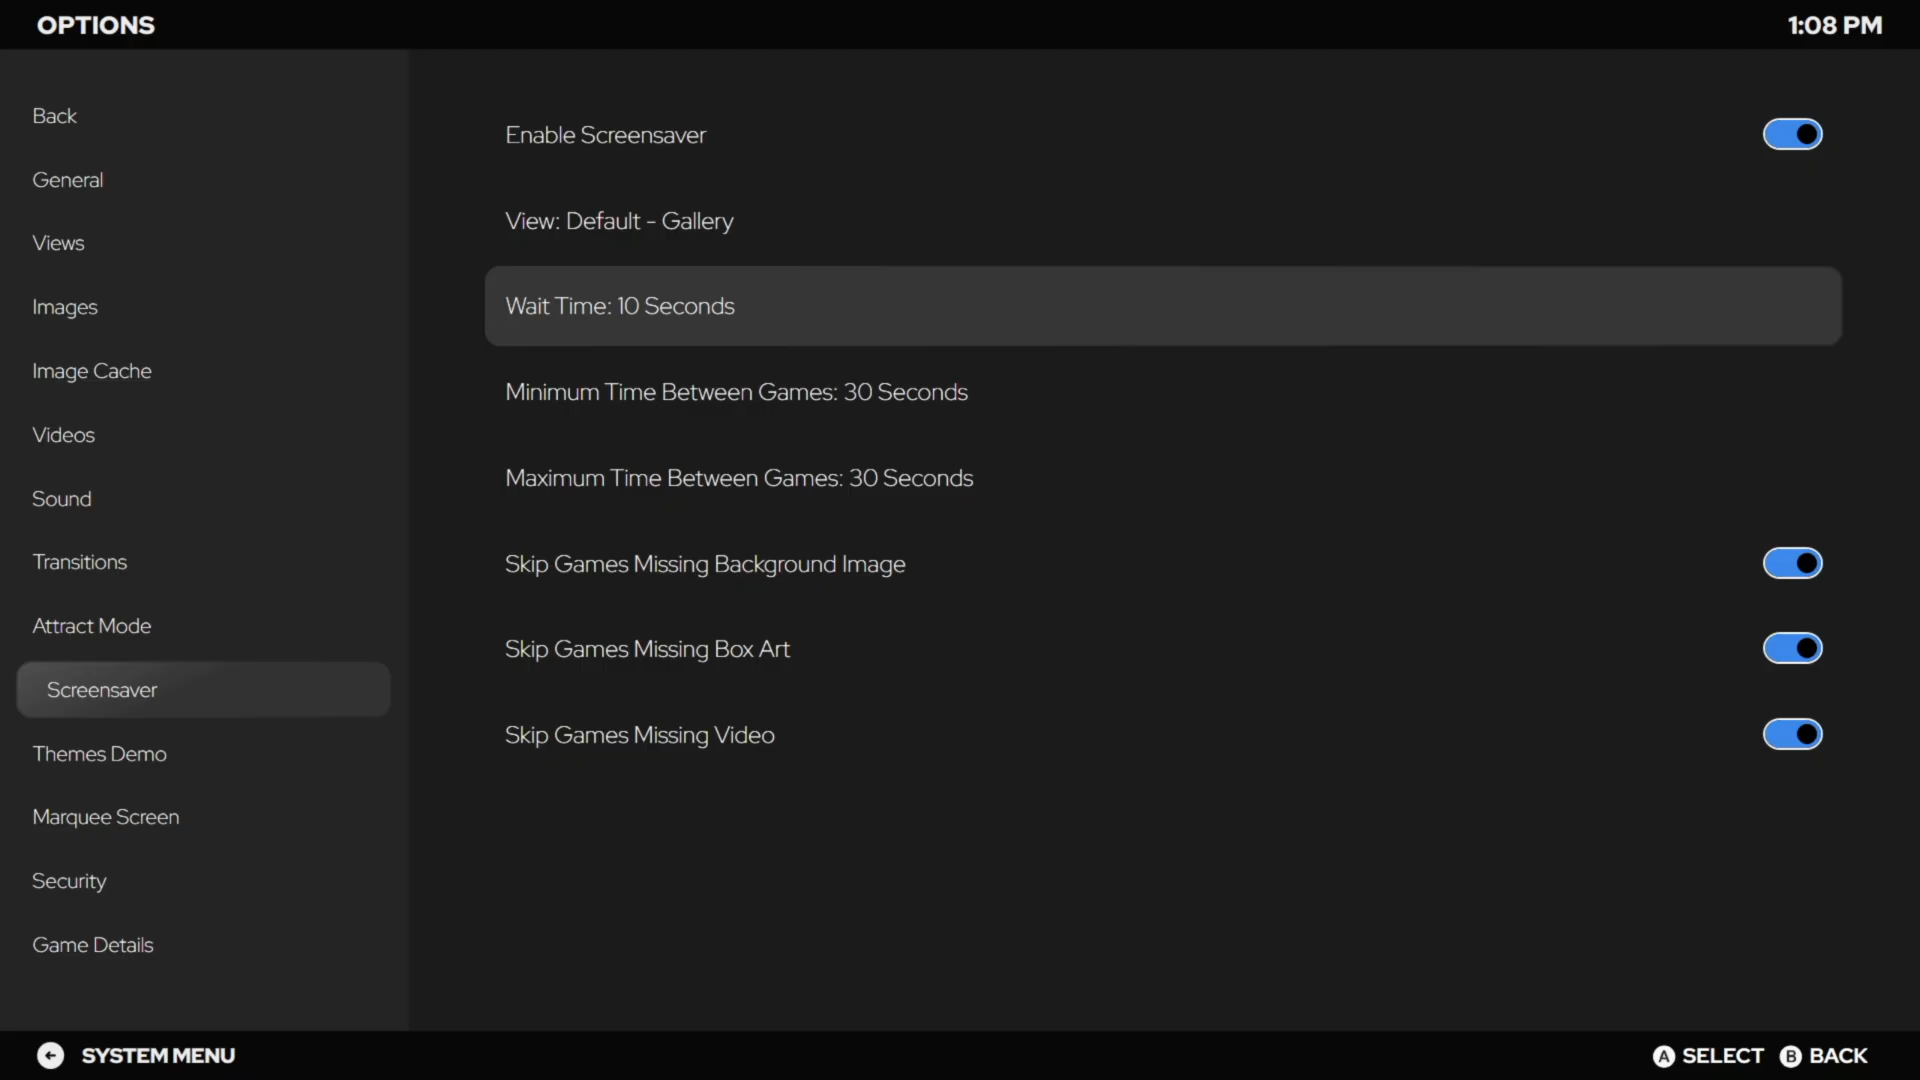 OPTIONS
1:08 PM
Back
General
Views
Images
Image Cache
Videos
Sound
Transitions
Attract Mode
Screensaver
Themes Demo
Marquee Screen
Security
Game Details
Enable Screensaver
View: Default - Gallery
Wait Time: 10 Seconds
Minimum Time Between Games: 30 Seconds
Maximum Time Between Games: 30 Seconds
Skip Games Missing Background Image
Skip Games Missing Box Art
Skip Games Missing Video
SYSTEM MENU
A SELECT B BACK